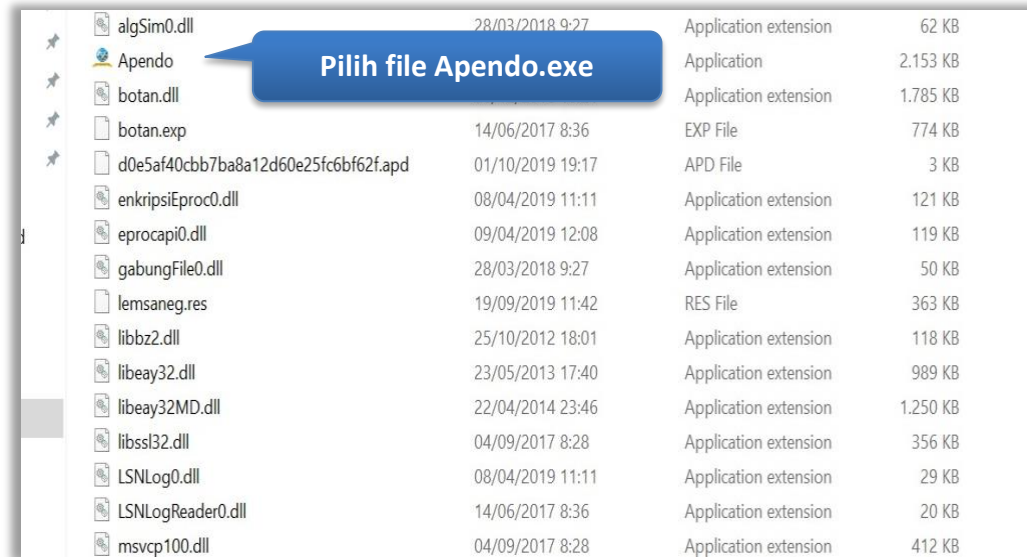 algSim0.dll 28/03/2018 9:27 Application extension 62 KB
Apendo Application 2.153 KB
Pilih file Apendo.exe
botan.dll Application extension 1.785 KB
botan.exp 14/06/2017 8:36 EXP File 774 KB
d0e5af40cbb7ba8a12d60e25fc6bf62f.apd 01/10/2019 19:17 APD File 3 KB
enkripsiEproc0.dll 08/04/2019 11:11 Application extension 121 KB
eprocapi0.dll 09/04/2019 12:08 Application extension 119 KB
gabungFile0.dll 28/03/2018 9:27 Application extension 50 KB
lemsaneg.res 19/09/2019 11:42 RES File 363 KB
libbz2.dll 25/10/2012 18:01 Application extension 118 KB
libeay32.dll 23/05/2013 17:40 Application extension 989 KB
libeay32MD.dll 22/04/2014 23:46 Application extension 1.250 KB
libssl32.dll 04/09/2017 8:28 Application extension 356 KB
LSNLog0.dll 08/04/2019 11:11 Application extension 29 KB
LSNLogReader0.dll 14/06/2017 8:36 Application extension 20 KB
msvcp100.dll 04/09/2017 8:28 Application extension 412 KB